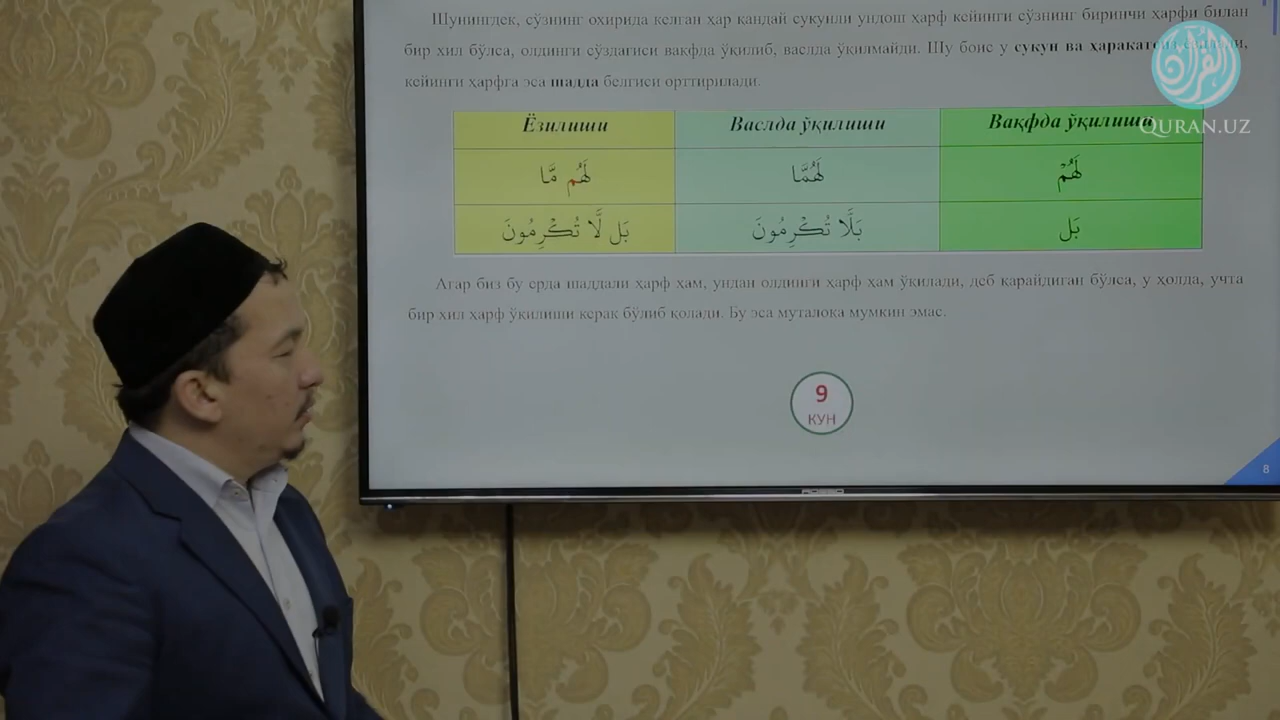 Шунингдек, сўзнинг охирида келган ҳар қандай сукунли ундош ҳарф кейинги сўзнинг биринчи ҳарфи билан
бир хил бўлса, олдинги сўздагиси вақфда ўқилиб, васлда ўқилмайди. Шу боис у сукун ва ҳаракатсиз
кейинги ҳарфга эса шадда белгиси орттирилади.
QURAN.UZ
Ёзилиши Васлда ўқилиши Вақфда ўқилиши
لَهُم مَّا لَهُمَّا لَهُمْ
بَل لَّا تُكْرِمُونَ بَلَّا تُكْرِمُونَ بَل
Агар биз бу ерда шаддали ҳарф ҳам, ундан олдинги ҳарф ҳам ўқилади, деб қарайдиган бўлсак, у ҳолда, учта
бир хил ҳарф ўқилиши керак бўлиб қолади. Бу эса мутлақо мумкин эмас.
9
КУН
8